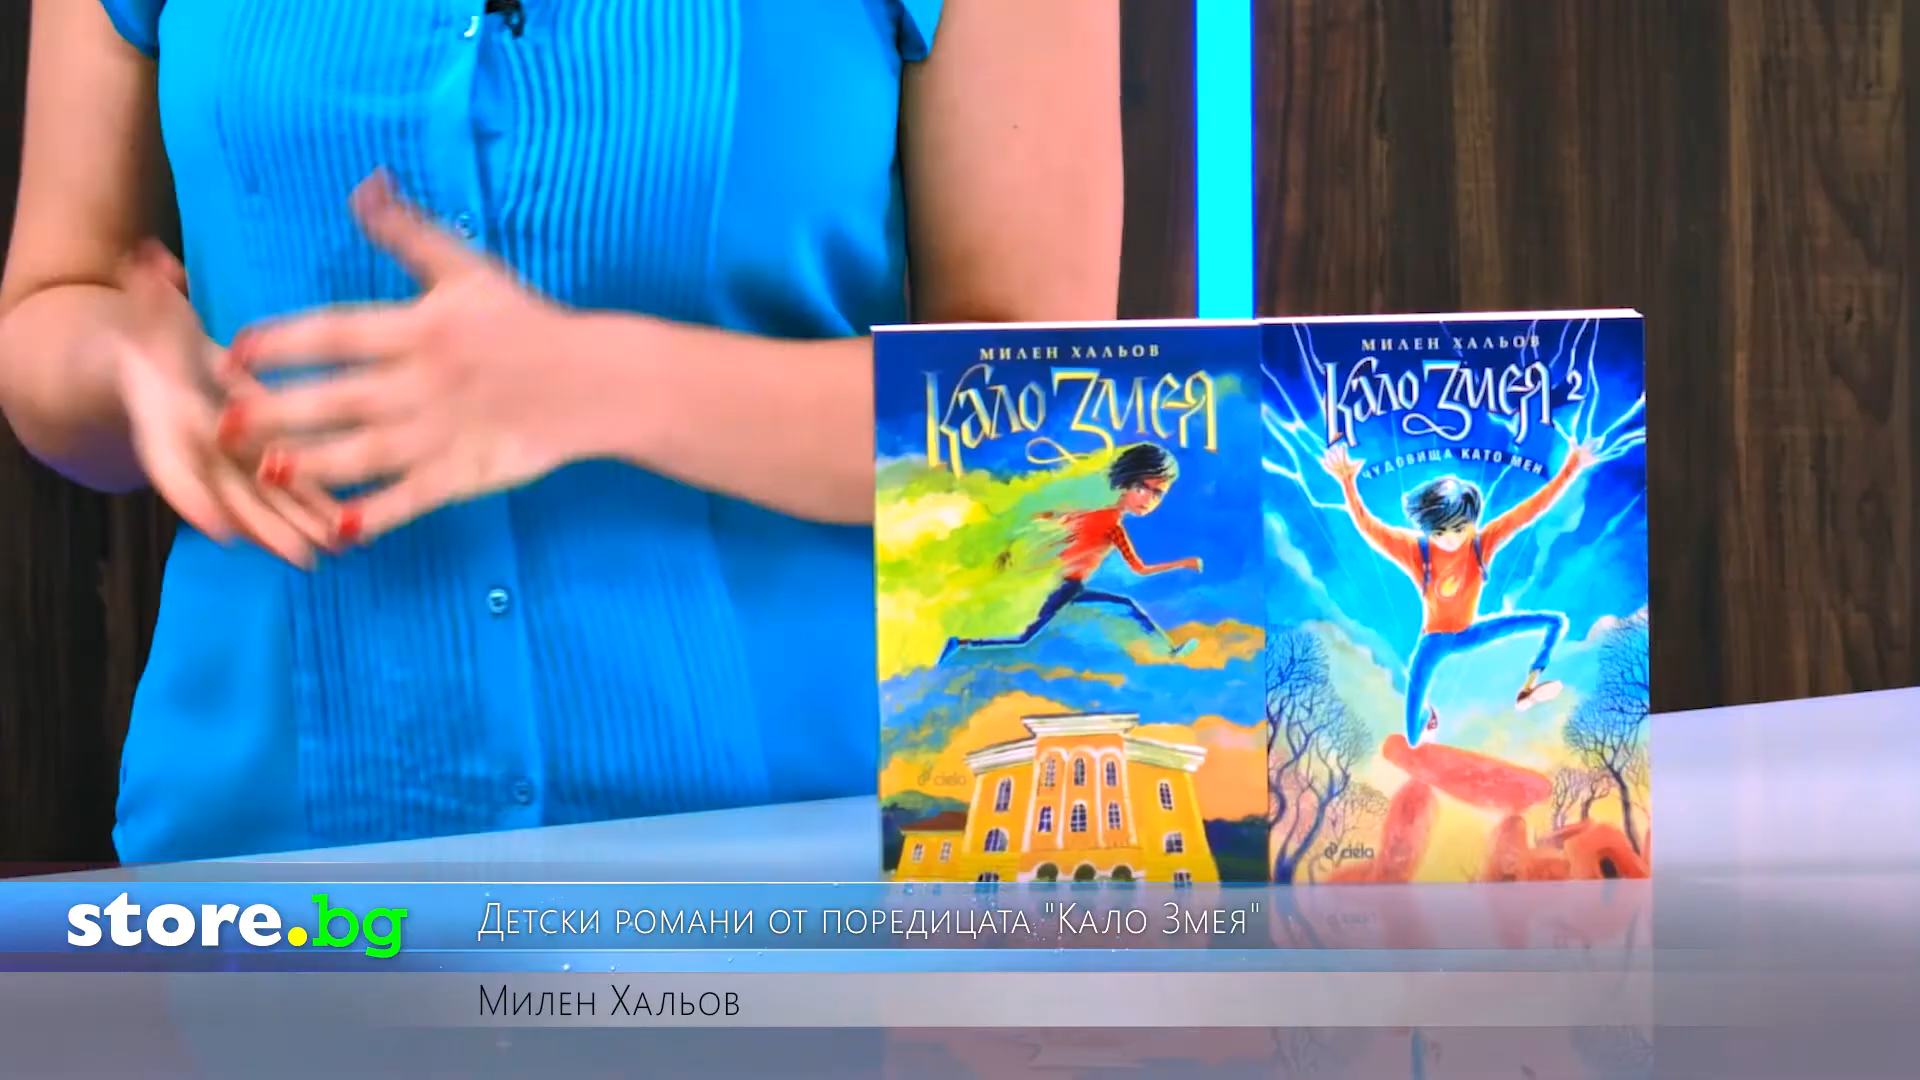 МИЛЕН ХАЛЬОВ
Кало Змея
ciela
МИЛЕН ХАЛЬОВ
Кало Змея 2
ЧУДОВИЩА КАТО МЕН
ciela
store.bg
Детски романи от поредицата "Кало Змея"
Милен Хальов